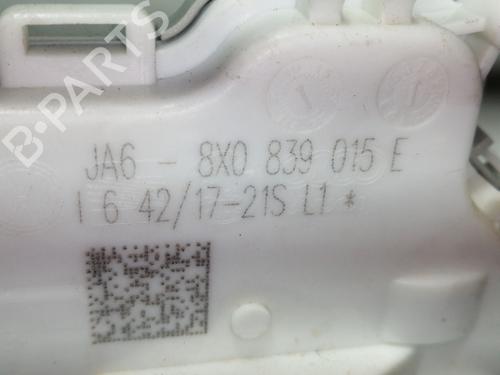 B-PARTS
JA6 - 8X0 839 015 E
I 6 42/17-21S L1 *